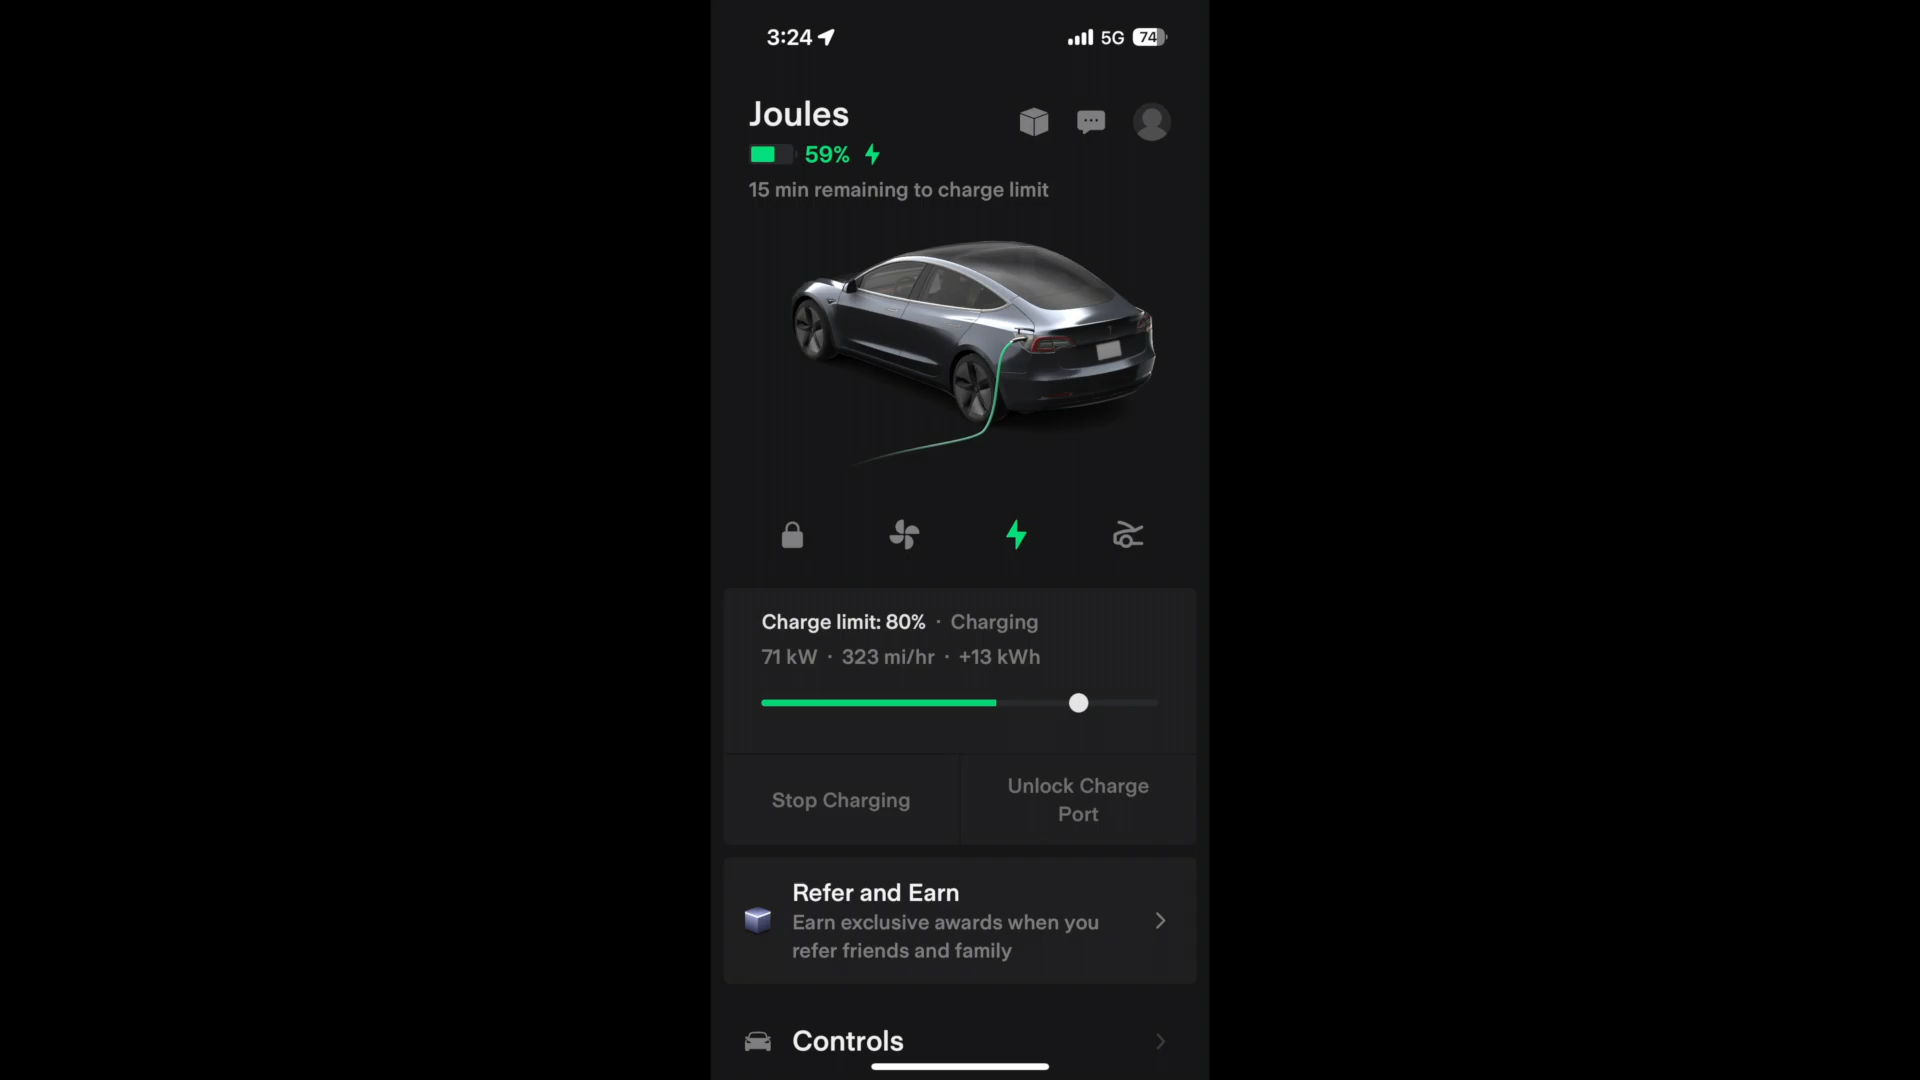 3:24
5G 74
Joules
59%
15 min remaining to charge limit
Charge limit: 80% · Charging
71 kW · 323 mi/hr · +13 kWh
Stop Charging
Unlock Charge
Port
Refer and Earn
Earn exclusive awards when you
refer friends and family
Controls